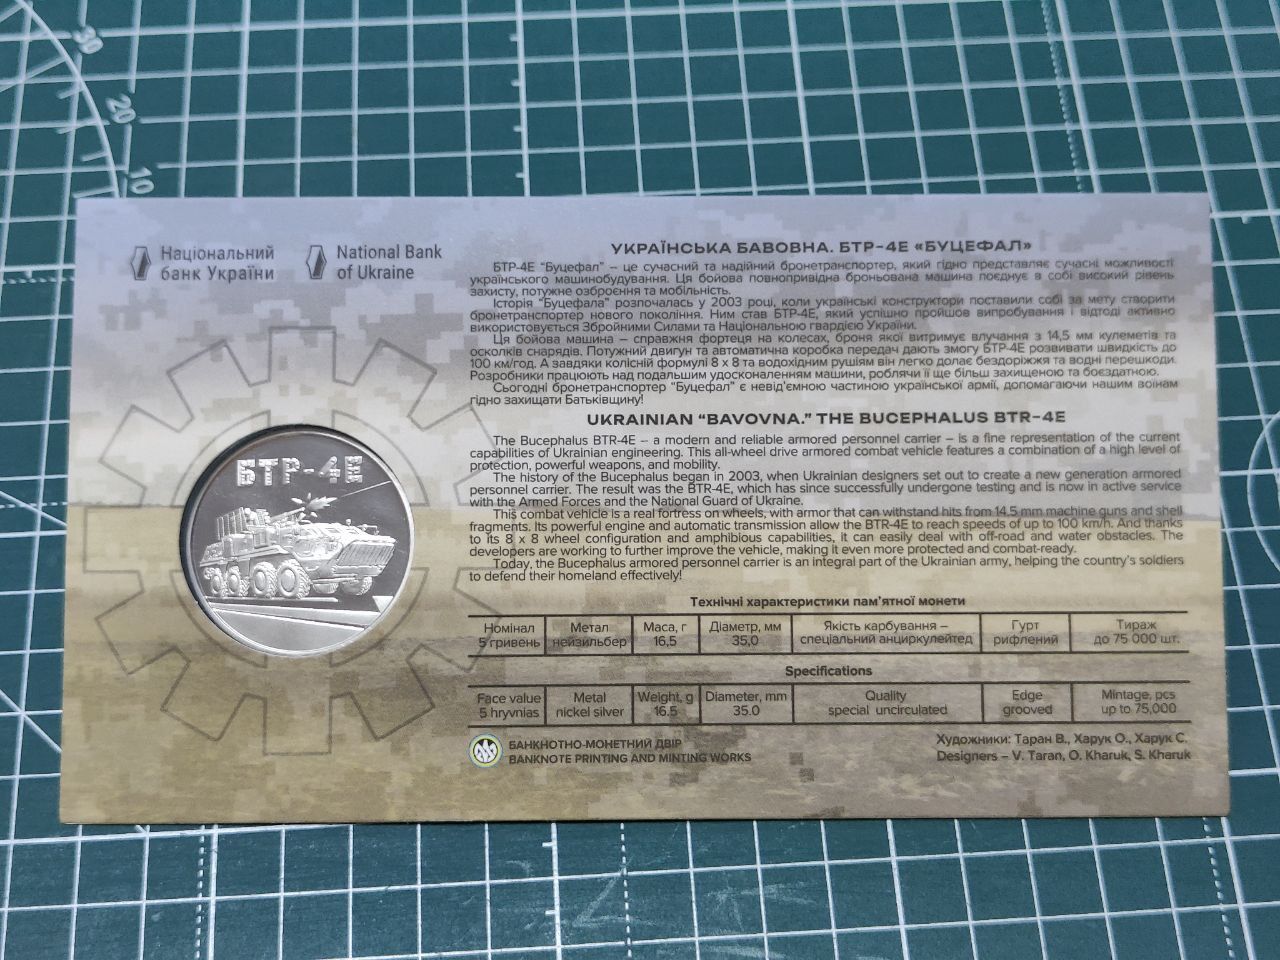 30
20
10
Національний
банк України
National Bank
of Ukraine
БТР-4Е
УКРАЇНСЬКА БАВОВНА. БТР-4Е «БУЦЕФАЛ»
БТР-4Е "Буцефал" – це сучасний та надійний бронетранспортер, який гідно представляє сучасні можливості
українського машинобудування. Ця бойова повнопривідна броньована машина поєднує в собі високий рівень
захисту, потужне озброєння та мобільність.
Історія "Буцефала" розпочалась у 2003 році, коли українські конструктори поставили собі за мету створити
бронетранспортер нового покоління. Ним став БТР-4Е, який успішно пройшов випробування і відтоді активно
використовується Збройними Силами та Національною гвардією України.
Ця бойова машина – справжня фортеця на колесах, броня якої витримує влучання з 14,5 мм кулеметів та
осколків снарядів. Потужний двигун та автоматична коробка передач дають змогу БТР-4Е розвивати швидкість до
100 км/год. А завдяки колісній формулі 8 х 8 та водохідним рушіям він легко долає бездоріжжя та водні перешкоди.
Розробники працюють над подальшим удосконаленням машини, роблячи її ще більш захищеною та боєздатною.
Сьогодні бронетранспортер "Буцефал" є невід'ємною частиною української армії, допомагаючи нашим воїнам
гідно захищати Батьківщину!
UKRAINIAN "BAVOVNA." THE BUCEPHALUS BTR-4E
The Bucephalus BTR-4E – a modern and reliable armored personnel carrier – is a fine representation of the current
capabilities of Ukrainian engineering. This all-wheel drive armored combat vehicle features a combination of a high level of
protection, powerful weapons, and mobility.
The history of the Bucephalus began in 2003, when Ukrainian designers set out to create a new generation armored
personnel carrier. The result was the BTR-4E, which has since successfully undergone testing and is now in active service
with the Armed Forces and the National Guard of Ukraine.
This combat vehicle is a real fortress on wheels, with armor that can withstand hits from 14.5 mm machine guns and shell
fragments. Its powerful engine and automatic transmission allow the BTR-4E to reach speeds of up to 100 km/h. And thanks
to its 8 x 8 wheel configuration and amphibious capabilities, it can easily deal with off-road and water obstacles. The
developers are working to further improve the vehicle, making it even more protected and combat-ready.
Today, the Bucephalus armored personnel carrier is an integral part of the Ukrainian army, helping the country's soldiers
to defend their homeland effectively!
Технічні характеристики пам'ятної монети
Номінал Метал Маса, г Діаметр, мм Якість карбування – Гурт Тираж
5 гривень нейзильбер 16,5 35,0 спеціальний анциркулейтед рифлений до 75 000 шт.
Specifications
Face value Metal Weight, g Diameter, mm Quality Edge Mintage, pcs
5 hryvnias nickel silver 16.5 35.0 special uncirculated grooved up to 75,000
БАНКНОТНО-МОНЕТНИЙ ДВІР
BANKNOTE PRINTING AND MINTING WORKS
Художники: Таран В., Харук О., Харук С.
Designers – V. Taran, O. Kharuk, S. Kharuk